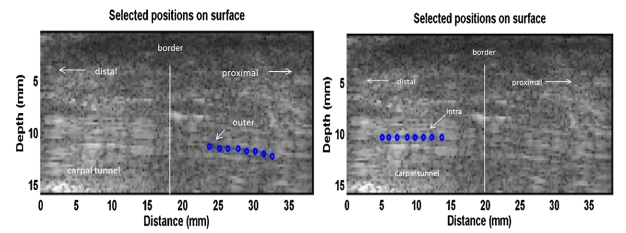 Selected positions on surface
border
distal
proximal
outer
carpal tunnel
5
10
15
Depth (mm)
0 5 10 15 20 25 30 35
Distance (mm)
Selected positions on surface
border
distal
proximal
intra
carpal tunnel
5
10
15
Depth (mm)
0 5 10 15 20 25 30 35
Distance (mm)